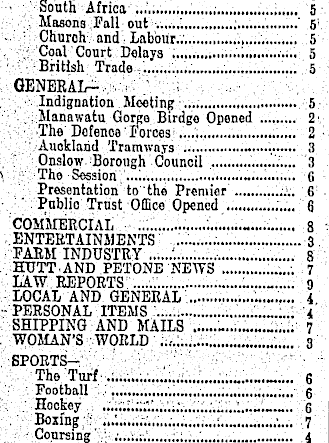 South Africa ........................ 5
Masons Fall out ..................... 5
Church and Labour.................... 5
Coal Court Delays ................... 5
British Trade ....................... 5
GENERAL—
Indignation Meeting ................. 5
Manawatu Gorge Birdge Opened ........ 2
The Defence Forces .................. 2
Auckland Tramways ................... 3
Onslow Borough Council .............. 3
The Session ......................... 6
Presentation to the Premier ......... 6
Public Trust Office Opened .......... 6
COMMERCIAL .......................... 8
ENTERTAINMENTS ...................... 3
FARM INDUSTRY ....................... 8
HUTT AND PETONE NEWS ................ 7
LAW REPORTS ......................... 9
LOCAL AND GENERAL ................... 4
PERSONAL ITEMS ...................... 4
SHIPPING AND MAILS .................. 7
WOMAN'S WORLD ....................... 3
SPORTS—
The Turf ............................ 6
Football ............................ 6
Hockey .............................. 6
Boxing .............................. 7
Coursing ............................ 4